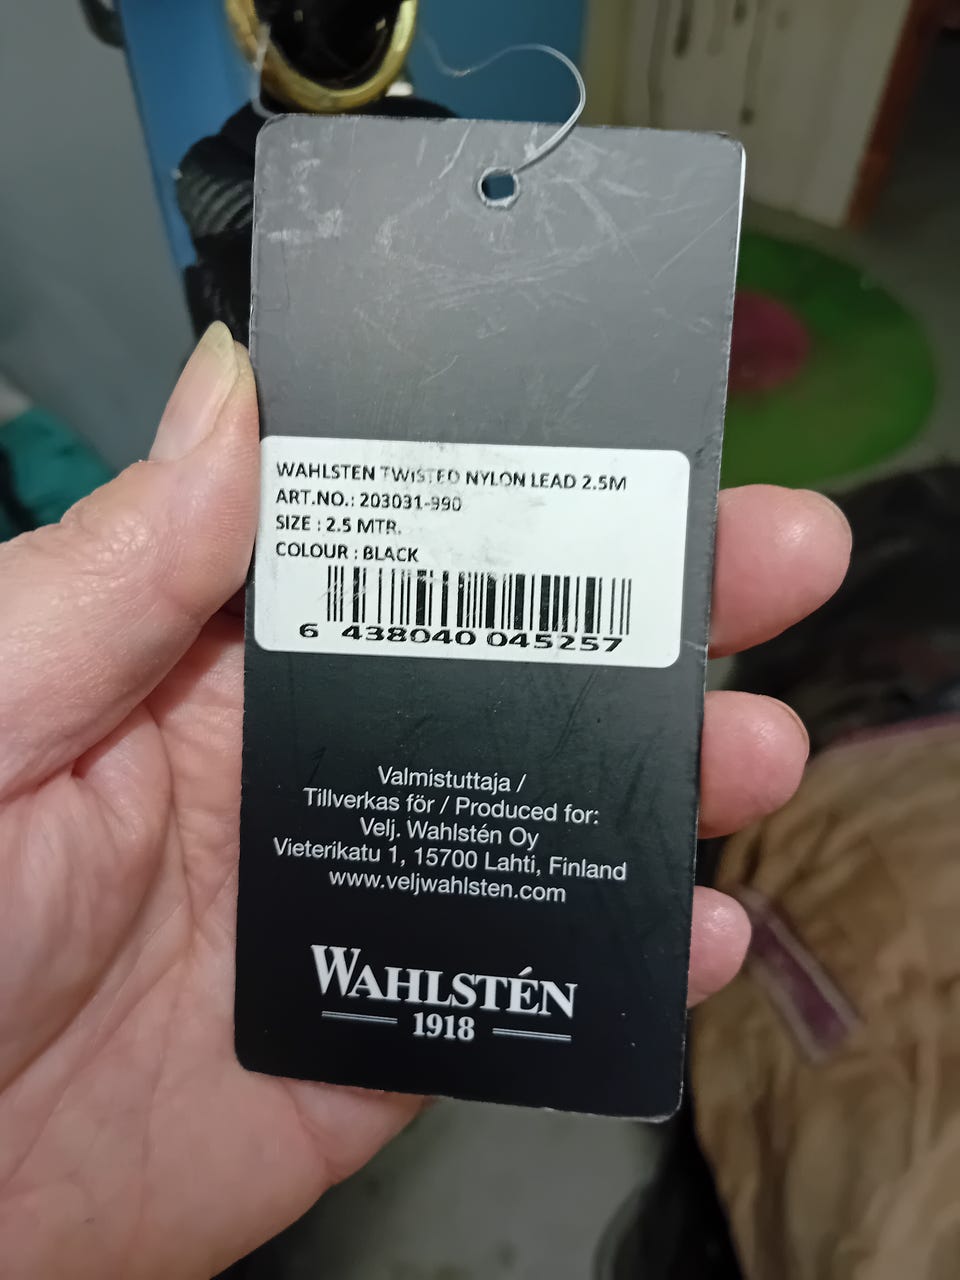 WAHLSTEN TWISTED NYLON LEAD 2.5M
ART.NO.: 203031-990
SIZE : 2.5 MTR.
COLOUR : BLACK
6 438040 045257
Valmistuttaja /
Tillverkas för / Produced for:
Velj. Wahlstén Oy
Vieterikatu 1, 15700 Lahti, Finland
www.veljwahlsten.com
WAHLSTÉN
1918